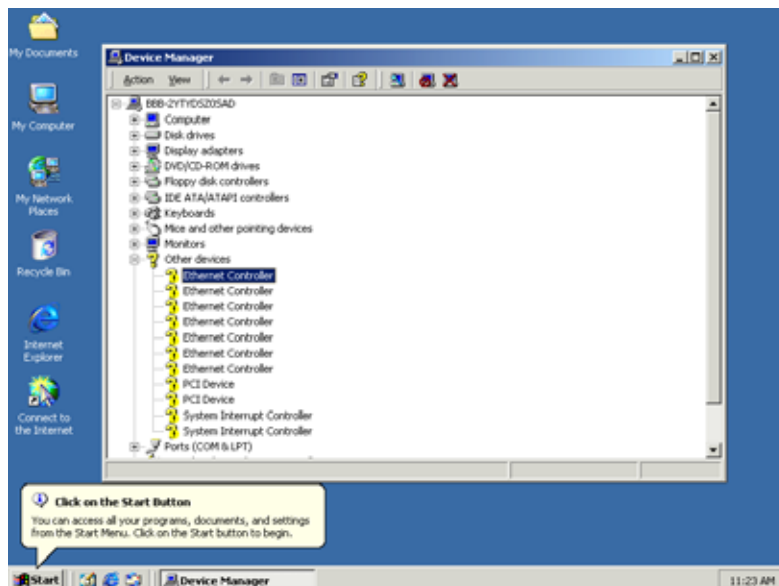 My Documents
My Computer
My Network
Places
Recycle Bin
Internet
Explorer
Connect to
the Internet
Device Manager
Action View
BBB-2YTYDSZ0SAD
Computer
Disk drives
Display adapters
DVD/CD-ROM drives
Floppy disk controllers
IDE ATA/ATAPI controllers
Keyboards
Mice and other pointing devices
Monitors
Other devices
Ethernet Controller
Ethernet Controller
Ethernet Controller
Ethernet Controller
Ethernet Controller
Ethernet Controller
Ethernet Controller
PCI Device
PCI Device
System Interrupt Controller
System Interrupt Controller
Ports (COM & LPT)
Click on the Start Button
You can access all your programs, documents, and settings
from the Start Menu. Click on the Start button to begin.
Start
Device Manager
11:23 AM